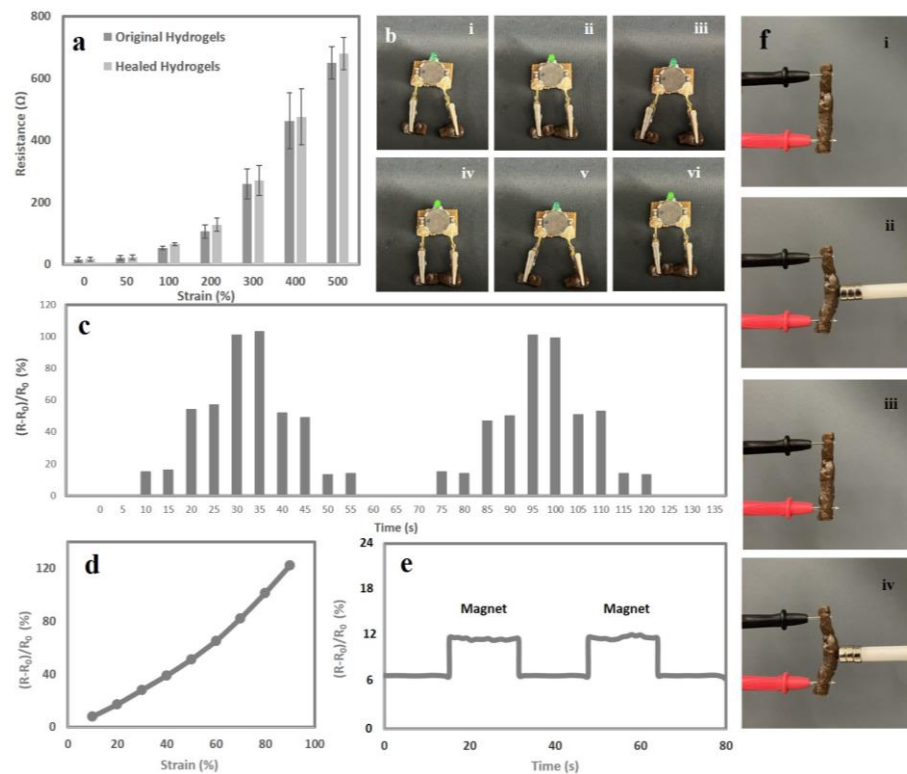 a
Original Hydrogels
Healed Hydrogels
Resistance (Ω)
800
600
400
200
0
0 50 100 200 300 400 500
Strain (%)
b
i
ii
iii
iv
v
vi
c
(R-R₀)/R₀ (%)
120
100
80
60
40
20
0
0 5 10 15 20 25 30 35 40 45 50 55 60 65 70 75 80 85 90 95 100 105 110 115 120 125 130 135
Time (s)
d
(R-R₀)/R₀ (%)
120
80
40
0
0 20 40 60 80 100
Strain (%)
e
(R-R₀)/R₀ (%)
24
18
12
6
0
Magnet
Magnet
0 20 40 60 80
Time (s)
f
i
ii
iii
iv